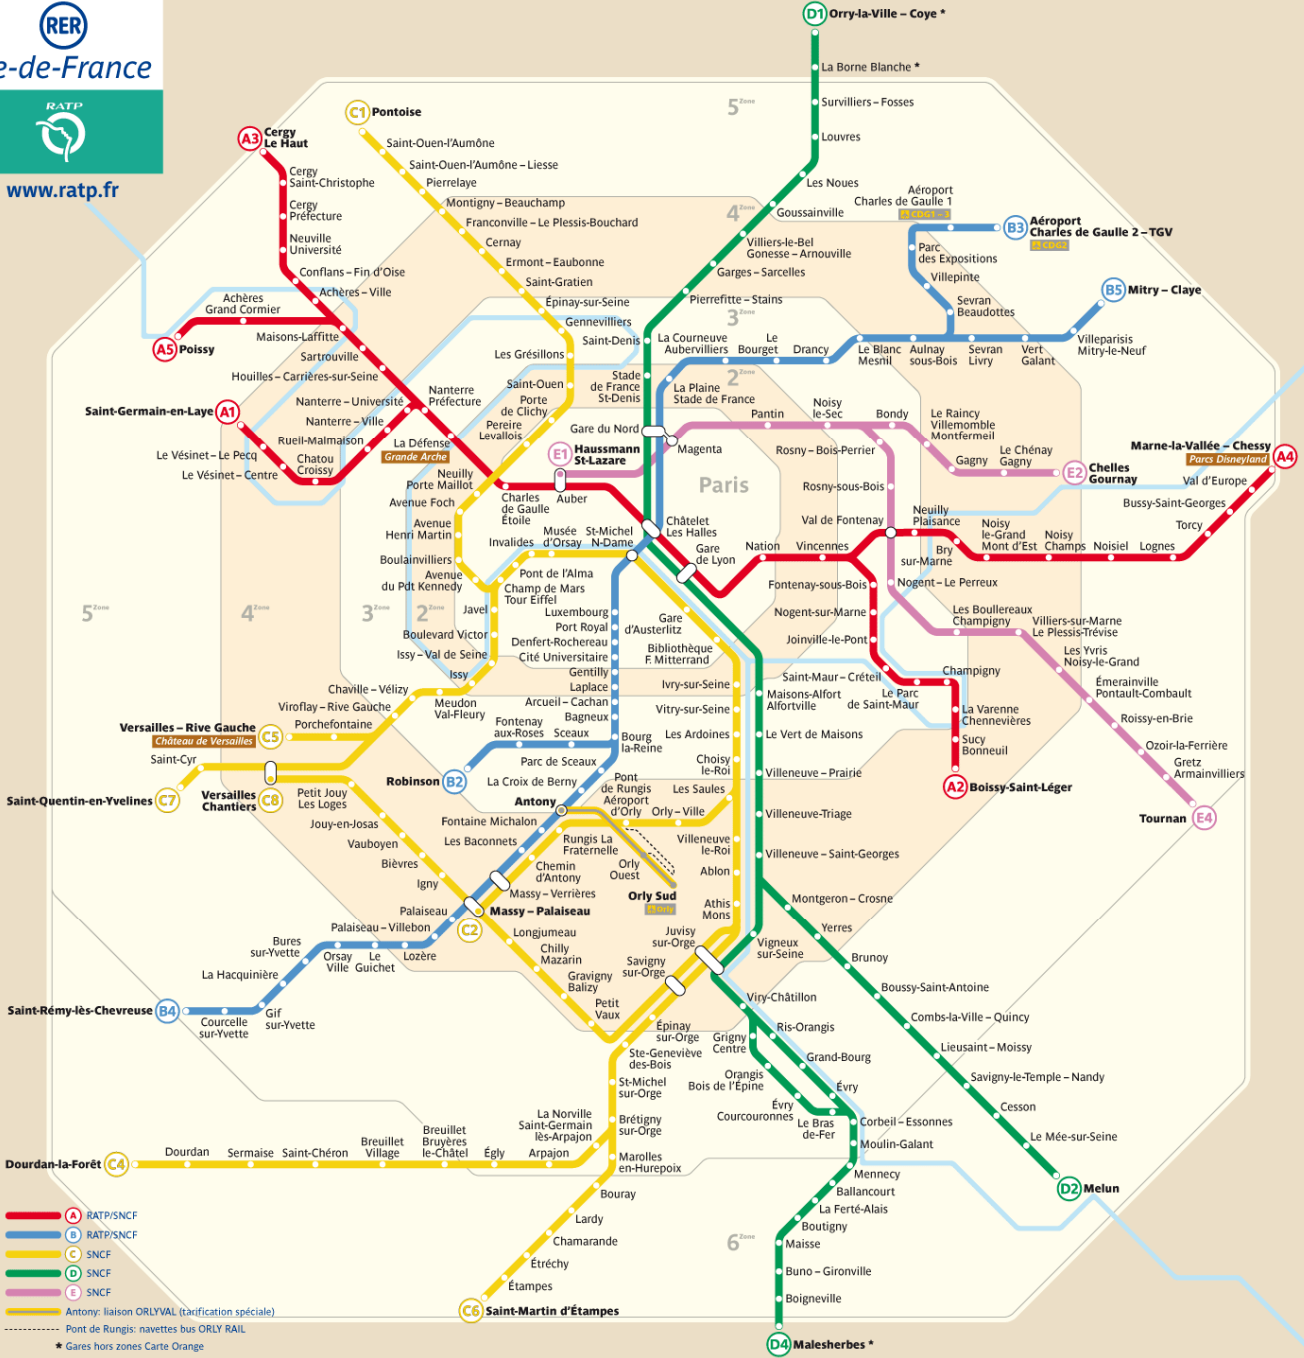 RER
e-de-France
RATP
www.ratp.fr
D1 Orry-la-Ville – Coye *
La Borne Blanche *
Survilliers – Fosses
Louvres
Les Noues
Goussainville
Villiers-le-Bel
Gonesse – Arnouville
Garges – Sarcelles
Pierrefitte – Stains
Saint-Denis
Stade
de France
St-Denis
5 Zone
4 Zone
3 Zone
2 Zone
C1 Pontoise
Saint-Ouen-l'Aumône
Saint-Ouen-l'Aumône – Liesse
Pierrelaye
Montigny – Beauchamp
Franconville – Le Plessis-Bouchard
Cernay
Ermont – Eaubonne
Saint-Gratien
Épinay-sur-Seine
Gennevilliers
Les Grésillons
Saint-Ouen
Porte
de Clichy
Pereire
Levallois
Neuilly
Porte Maillot
Avenue Foch
Avenue
Henri Martin
Boulainvilliers
Avenue
du Pdt Kennedy
A3 Cergy
Le Haut
Cergy
Saint-Christophe
Cergy
Préfecture
Neuville
Université
Conflans – Fin d'Oise
Achères – Ville
Achères
Grand Cormier
A5 Poissy
Maisons-Laffitte
Sartrouville
Houilles – Carrières-sur-Seine
Nanterre – Université
Nanterre
Préfecture
Nanterre – Ville
Rueil-Malmaison
Chatou
Croissy
Le Vésinet – Le Pecq
Le Vésinet – Centre
Saint-Germain-en-Laye A1
La Défense
Grande Arche
Charles
de Gaulle
Étoile
E1 Haussmann
St-Lazare
Auber
Gare du Nord
Magenta
Paris
Châtelet
Les Halles
Gare
de Lyon
Nation
Vincennes
Aéroport
Charles de Gaulle 1
CDG1 – 3
B3 Aéroport
Charles de Gaulle 2 – TGV
CDG2
Parc
des Expositions
Villepinte
Sevran
Beaudottes
B5 Mitry – Claye
Villeparisis
Mitry-le-Neuf
Vert
Galant
Sevran
Livry
Aulnay
sous-Bois
Le Blanc
Mesnil
Drancy
Le
Bourget
La Courneuve
Aubervilliers
La Plaine
Stade de France
Pantin
Noisy
le-Sec
Bondy
Le Raincy
Villemomble
Montfermeil
Gagny
Le Chénay
Gagny
E2 Chelles
Gournay
Rosny – Bois-Perrier
Rosny-sous-Bois
Val de Fontenay
Neuilly
Plaisance
Bry
sur-Marne
Noisy
le-Grand
Mont d'Est
Noisy
Champs
Noisiel
Lognes
Torcy
Bussy-Saint-Georges
Val d'Europe
Marne-la-Vallée – Chessy A4
Parcs Disneyland
Nogent – Le Perreux
Les Boullereaux
Champigny
Villiers-sur-Marne
Le Plessis-Trévise
Les Yvris
Noisy-le-Grand
Émerainville
Pontault-Combault
Roissy-en-Brie
Ozoir-la-Ferrière
Gretz
Armainvilliers
Tournan E4
Fontenay-sous-Bois
Nogent-sur-Marne
Joinville-le-Pont
Saint-Maur – Créteil
Le Parc
de Saint-Maur
Champigny
La Varenne
Chennevières
Sucy
Bonneuil
A2 Boissy-Saint-Léger
5 Zone
4 Zone
3 Zone
2 Zone
Invalides
Musée
d'Orsay
St-Michel
N-Dame
Pont de l'Alma
Champ de Mars
Tour Eiffel
Javel
Boulevard Victor
Issy – Val de Seine
Issy
Meudon
Val-Fleury
Chaville – Vélizy
Viroflay – Rive Gauche
Porchefontaine
Versailles – Rive Gauche C5
Château de Versailles
Saint-Cyr
Saint-Quentin-en-Yvelines C7
Versailles
Chantiers
C8
Petit Jouy
Les Loges
Jouy-en-Josas
Vauboyen
Bièvres
Igny
Luxembourg
Port Royal
Denfert-Rochereau
Cité Universitaire
Gentilly
Laplace
Arcueil – Cachan
Bagneux
Bourg
la-Reine
Fontenay
aux-Roses
Sceaux
Robinson B2
Parc de Sceaux
La Croix de Berny
Antony
Fontaine Michalon
Les Baconnets
Massy – Verrières
Massy – Palaiseau
C2
Palaiseau
Palaiseau – Villebon
Lozère
Le
Guichet
Orsay
Ville
Bures
sur-Yvette
La Hacquinière
Gif
sur-Yvette
Courcelle
sur-Yvette
Saint-Rémy-lès-Chevreuse B4
Gare
d'Austerlitz
Bibliothèque
F. Mitterrand
Ivry-sur-Seine
Vitry-sur-Seine
Les Ardoines
Choisy
le-Roi
Les Saules
Orly – Ville
Pont
de Rungis
Aéroport
d'Orly
Rungis La
Fraternelle
Chemin
d'Antony
Orly
Ouest
Orly Sud
Orly
Villeneuve
le-Roi
Ablon
Athis
Mons
Juvisy
sur-Orge
Savigny
sur-Orge
Épinay
sur-Orge
Ste-Geneviève
des-Bois
St-Michel
sur-Orge
Brétigny
sur-Orge
Marolles
en-Hurepoix
Bouray
Lardy
Chamarande
Étréchy
Étampes
C6 Saint-Martin d'Étampes
Longjumeau
Chilly
Mazarin
Gravigny
Balizy
Petit
Vaux
La Norville
Saint-Germain
lès-Arpajon
Arpajon
Égly
Breuillet
Bruyères
le-Châtel
Breuillet
Village
Saint-Chéron
Sermaise
Dourdan
Dourdan-la-Forêt C4
Maisons-Alfort
Alfortville
Le Vert de Maisons
Villeneuve – Prairie
Villeneuve-Triage
Villeneuve – Saint-Georges
Montgeron – Crosne
Yerres
Brunoy
Boussy-Saint-Antoine
Combs-la-Ville – Quincy
Lieusaint – Moissy
Savigny-le-Temple – Nandy
Cesson
Le Mée-sur-Seine
D2 Melun
Vigneux
sur-Seine
Viry-Châtillon
Ris-Orangis
Grand-Bourg
Évry
Grigny
Centre
Orangis
Bois de l'Épine
Évry
Courcouronnes
Le Bras
de-Fer
Corbeil – Essonnes
Moulin-Galant
Mennecy
Ballancourt
La Ferté-Alais
Boutigny
Maisse
Buno – Gironville
Boigneville
D4 Malesherbes *
6 Zone
A RATP/SNCF
B RATP/SNCF
C SNCF
D SNCF
E SNCF
Antony: liaison ORLYVAL (tarification spéciale)
Pont de Rungis: navettes bus ORLY RAIL
* Gares hors zones Carte Orange